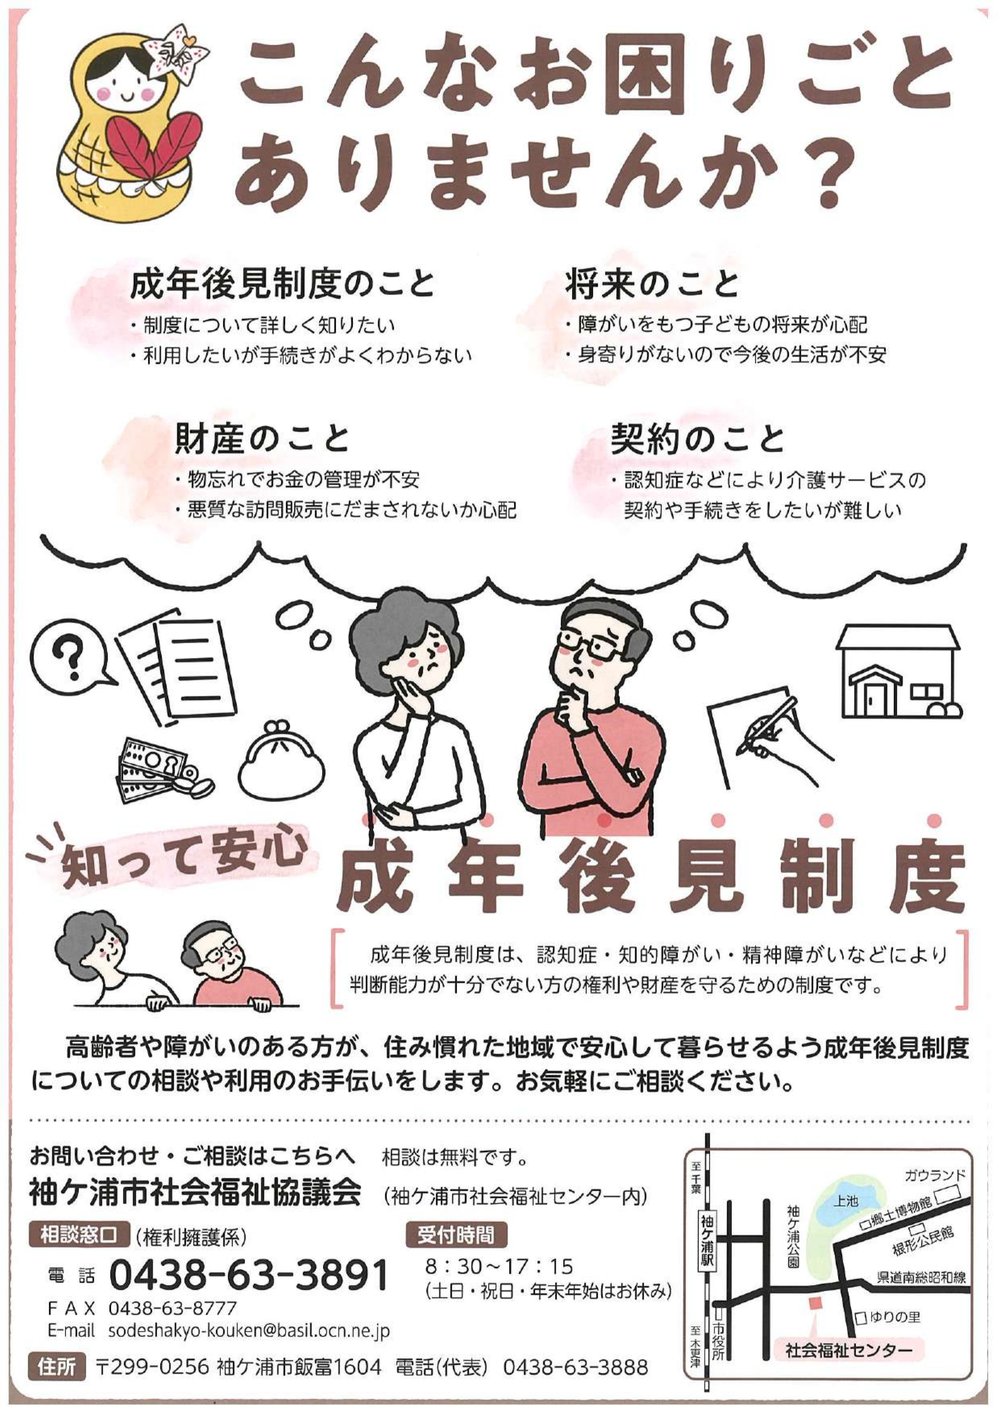 こんなお困りごと
ありませんか？
成年後見制度のこと
・制度について詳しく知りたい
・利用したいが手続きがよくわからない
将来のこと
・障がいをもつ子どもの将来が心配
・身寄りがないので今後の生活が不安
財産のこと
・物忘れでお金の管理が不安
・悪質な訪問販売にだまされないか心配
契約のこと
・認知症などにより介護サービスの
契約や手続きをしたいが難しい
?
知って安心
成年後見制度
成年後見制度は、認知症・知的障がい・精神障がいなどにより
判断能力が十分でない方の権利や財産を守るための制度です。
高齢者や障がいのある方が、住み慣れた地域で安心して暮らせるよう成年後見制度
についての相談や利用のお手伝いをします。お気軽にご相談ください。
お問い合わせ・ご相談はこちらへ 相談は無料です。
袖ケ浦市社会福祉協議会 (袖ケ浦市社会福祉センター内)
相談窓口 (権利擁護係)
電話 0438-63-3891
FAX 0438-63-8777
E-mail sodeshakyo-kouken@basil.ocn.ne.jp
受付時間
8：30～17：15
(土日・祝日・年末年始はお休み)
住所 〒299-0256 袖ケ浦市飯富1604 電話(代表) 0438-63-3888
至千葉
袖ケ浦駅
至木更津
市役所
袖ケ浦公園
上池
ガウランド
郷土博物館
根形公民館
県道南総昭和線
ゆりの里
社会福祉センター